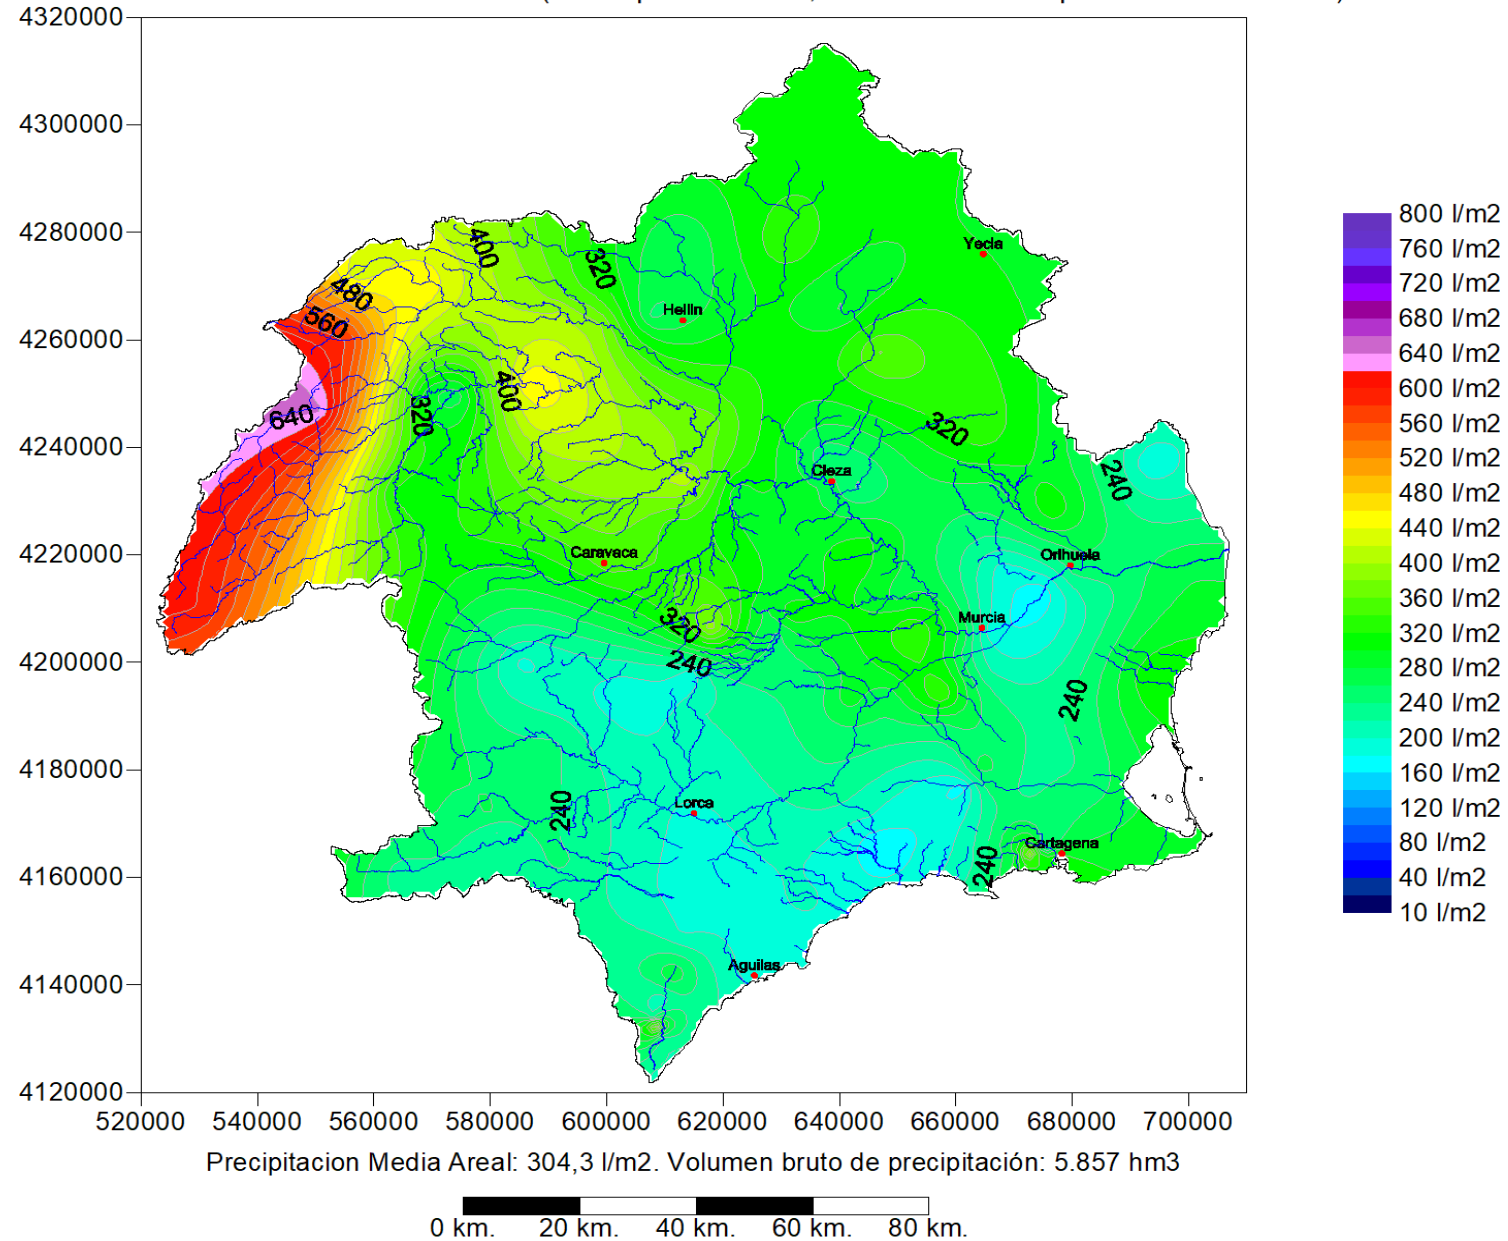 4320000
4300000
4280000
4260000
4240000
4220000
4200000
4180000
4160000
4140000
4120000
520000 540000 560000 580000 600000 620000 640000 660000 680000 700000
400
320
480
560
640
320
400
320
240
320
240
240
240
240
Yecla
Hellin
Cieza
Caravaca
Orihuela
Murcia
Lorca
Cartagena
Aguilas
800 l/m2
760 l/m2
720 l/m2
680 l/m2
640 l/m2
600 l/m2
560 l/m2
520 l/m2
480 l/m2
440 l/m2
400 l/m2
360 l/m2
320 l/m2
280 l/m2
240 l/m2
200 l/m2
160 l/m2
120 l/m2
80 l/m2
40 l/m2
10 l/m2
Precipitacion Media Areal: 304,3 l/m2. Volumen bruto de precipitación: 5.857 hm3
0 km. 20 km. 40 km. 60 km. 80 km.